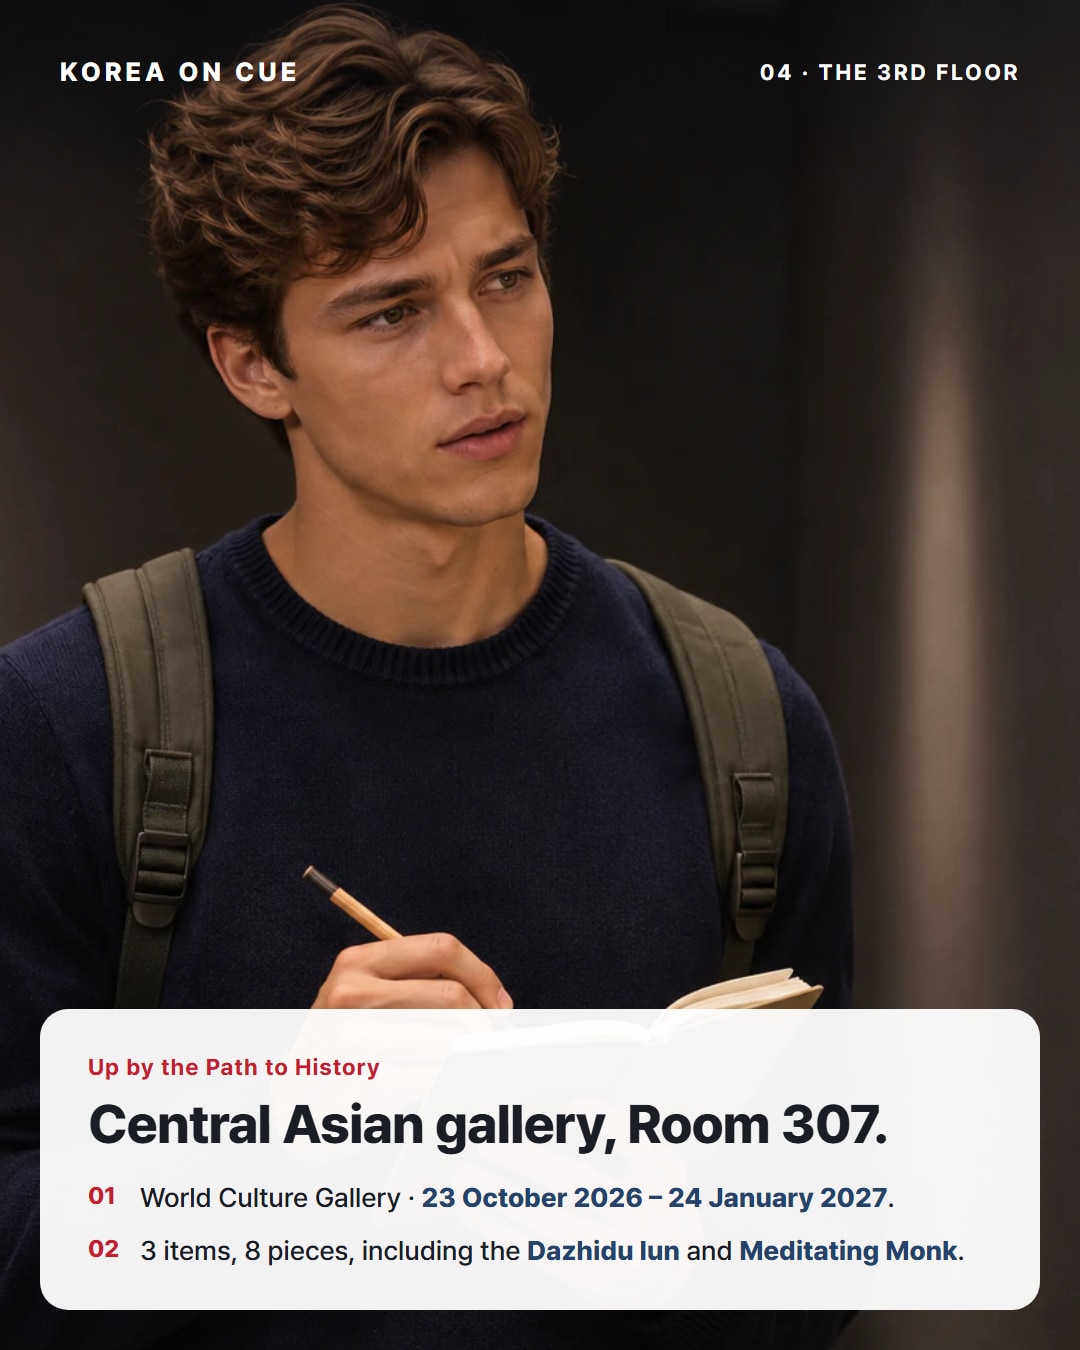 KOREA ON CUE
04 · THE 3RD FLOOR
Up by the Path to History
Central Asian gallery, Room 307.
01 World Culture Gallery · 23 October 2026 – 24 January 2027.
02 3 items, 8 pieces, including the Dazhidu lun and Meditating Monk.